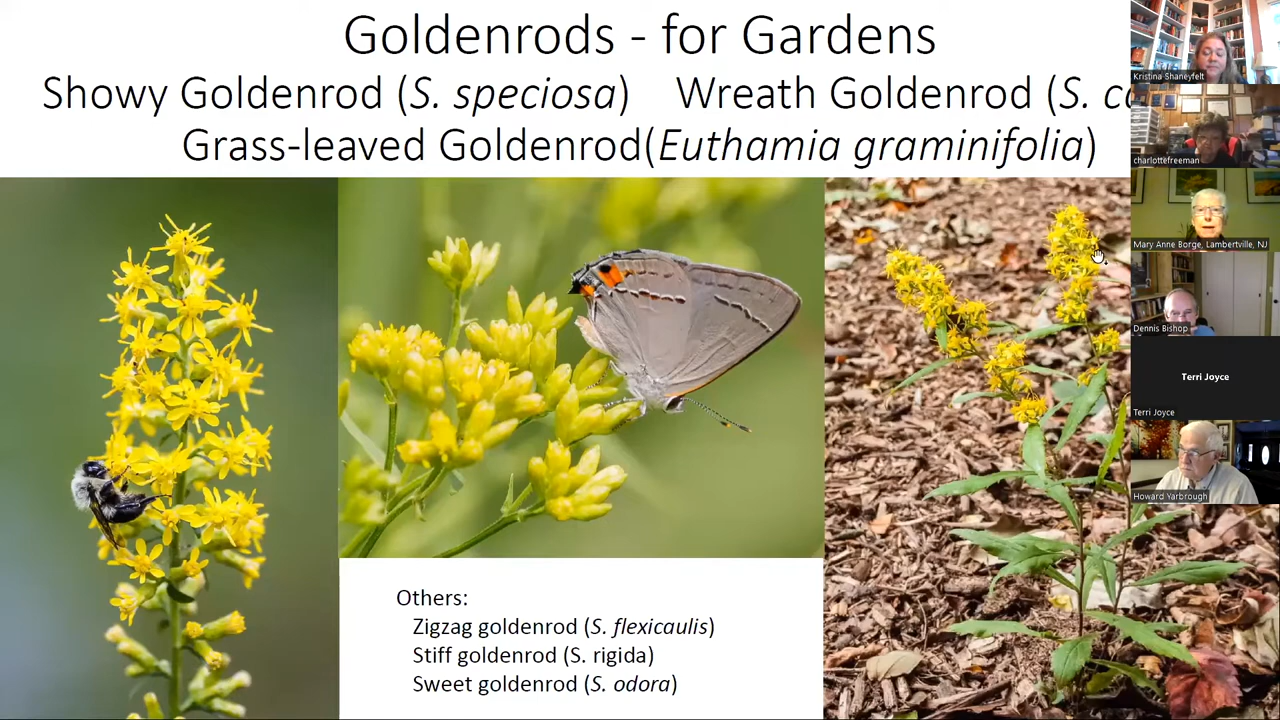 Goldenrods - for Gardens
Showy Goldenrod (S. speciosa) Wreath Goldenrod (S. c
Grass-leaved Goldenrod(Euthamia graminifolia)
Others:
Zigzag goldenrod (S. flexicaulis)
Stiff goldenrod (S. rigida)
Sweet goldenrod (S. odora)
Kristina Shaneyfelt
charlottefreeman
Mary Anne Borge, Lambertville, NJ
Dennis Bishop
Terri Joyce
Terri Joyce
Howard Yarbrough